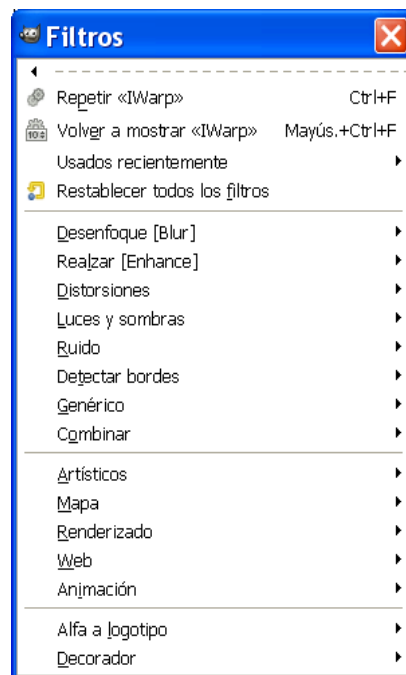 Filtros
Repetir «IWarp» Ctrl+F
Volver a mostrar «IWarp» Mayús.+Ctrl+F
Usados recientemente
Restablecer todos los filtros
Desenfoque [Blur]
Realzar [Enhance]
Distorsiones
Luces y sombras
Ruido
Detectar bordes
Genérico
Combinar
Artísticos
Mapa
Renderizado
Web
Animación
Alfa a logotipo
Decorador